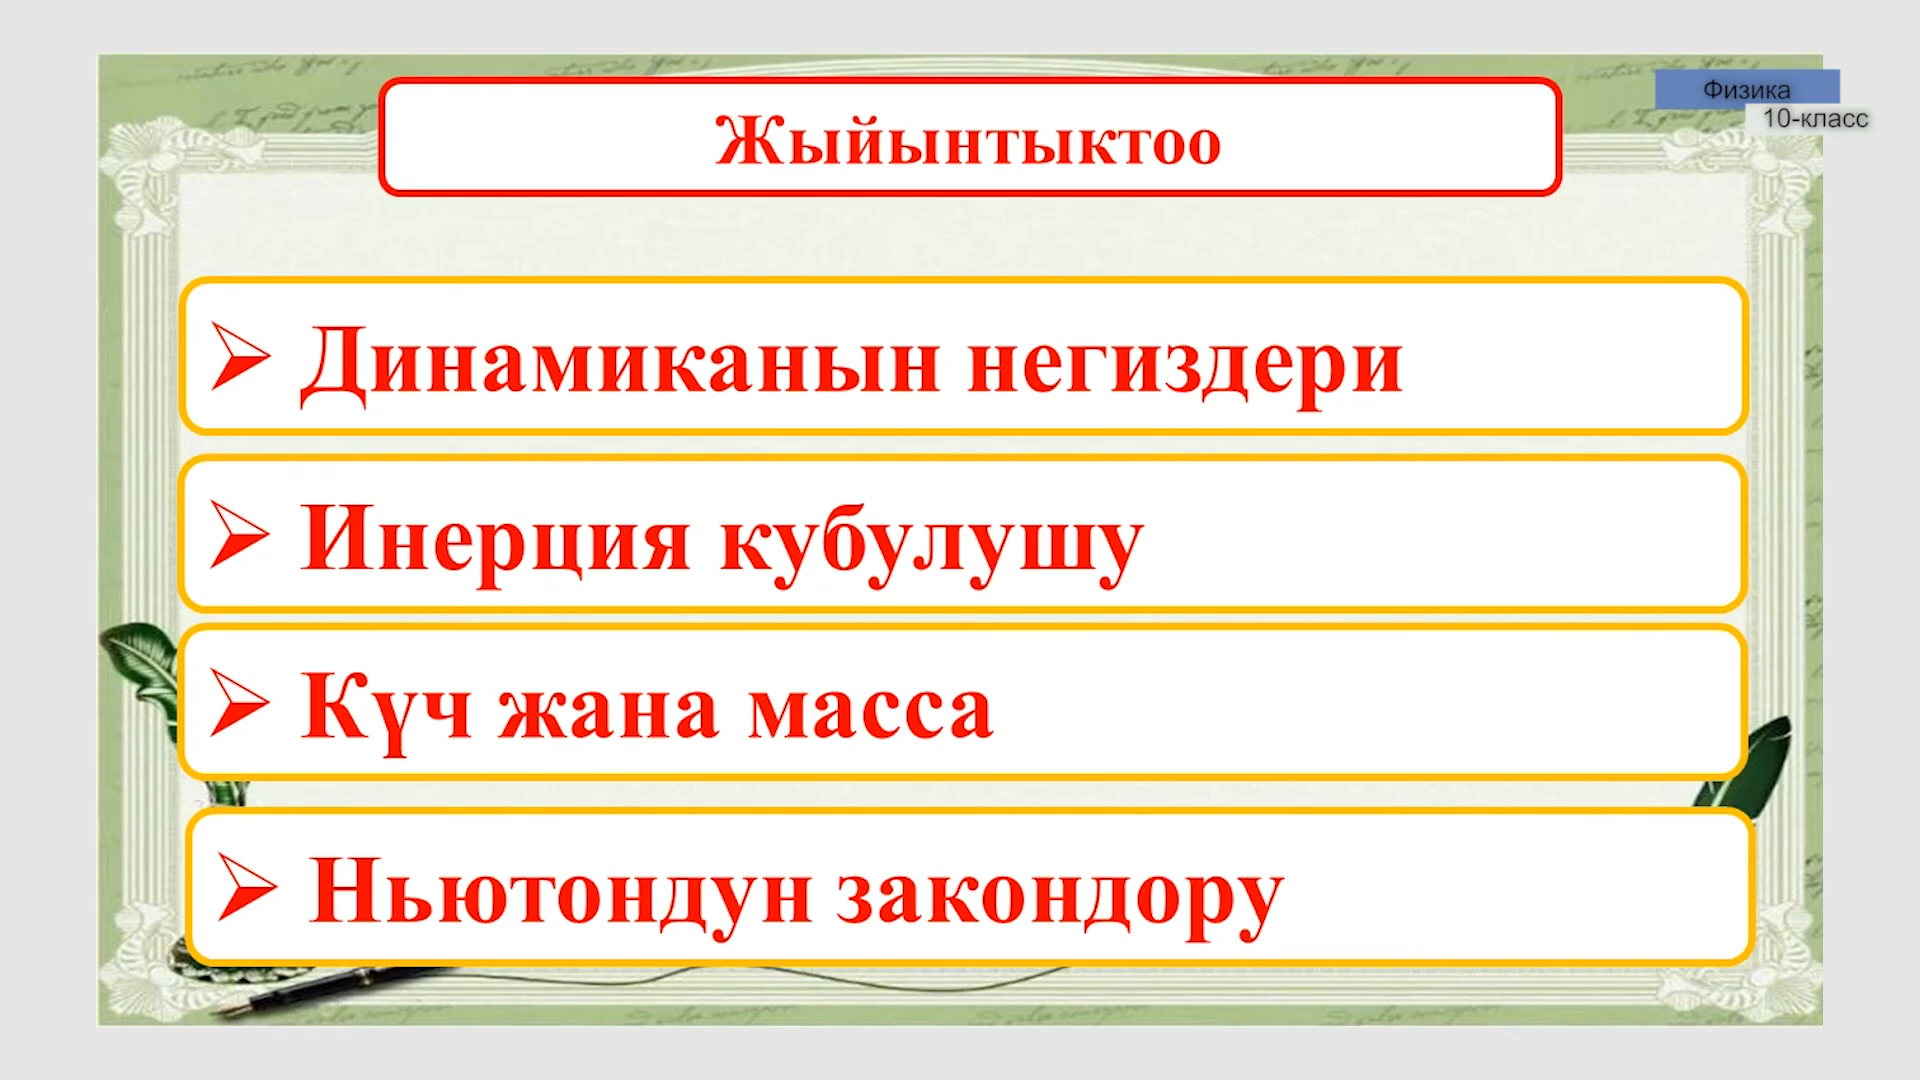 Жыйынтыктоо
Физика
10-класс
Динамиканын негиздери
Инерция кубулушу
Күч жана масса
Ньютондун закондору